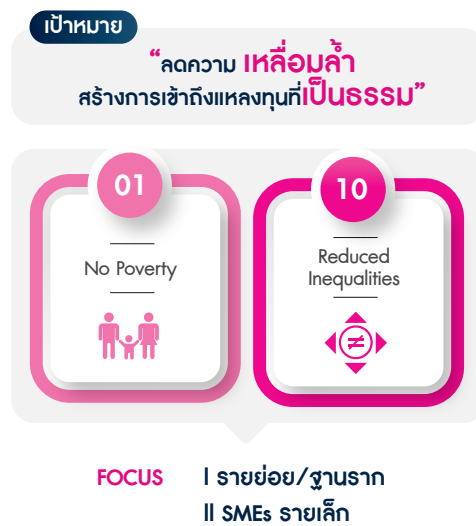 เป้าหมาย
“ลดความ เหลื่อมล้ำ
สร้างการเข้าถึงแหล่งทุนที่เป็นธรรม”
01
No Poverty
10
Reduced
Inequalities
≠
FOCUS I รายย่อย/ฐานราก
II SMEs รายเล็ก